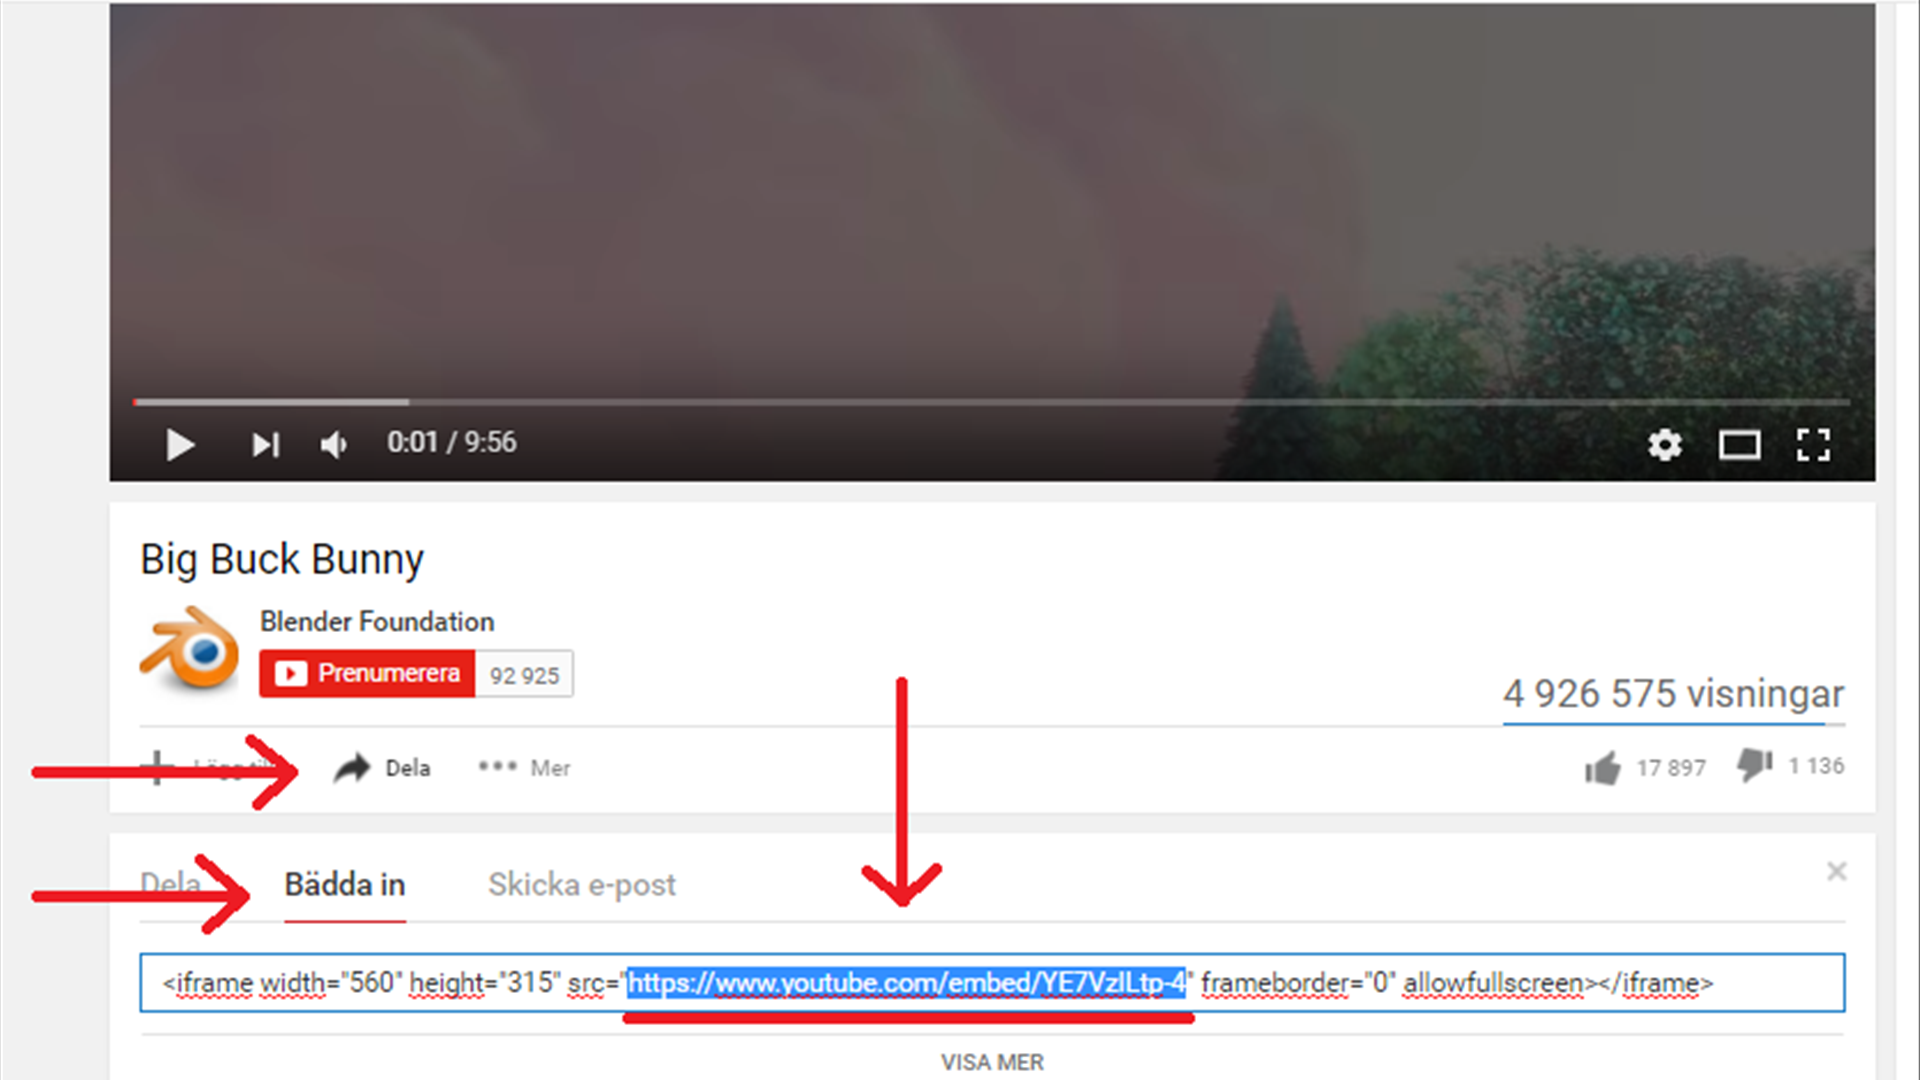 0:01 / 9:56
Big Buck Bunny
Blender Foundation
Prenumerera 92 925
4 926 575 visningar
Lägg till Dela Mer 17 897 1 136
Dela Bädda in Skicka e-post
<iframe width="560" height="315" src="https://www.youtube.com/embed/YE7VzlLtp-4" frameborder="0" allowfullscreen></iframe>
VISA MER